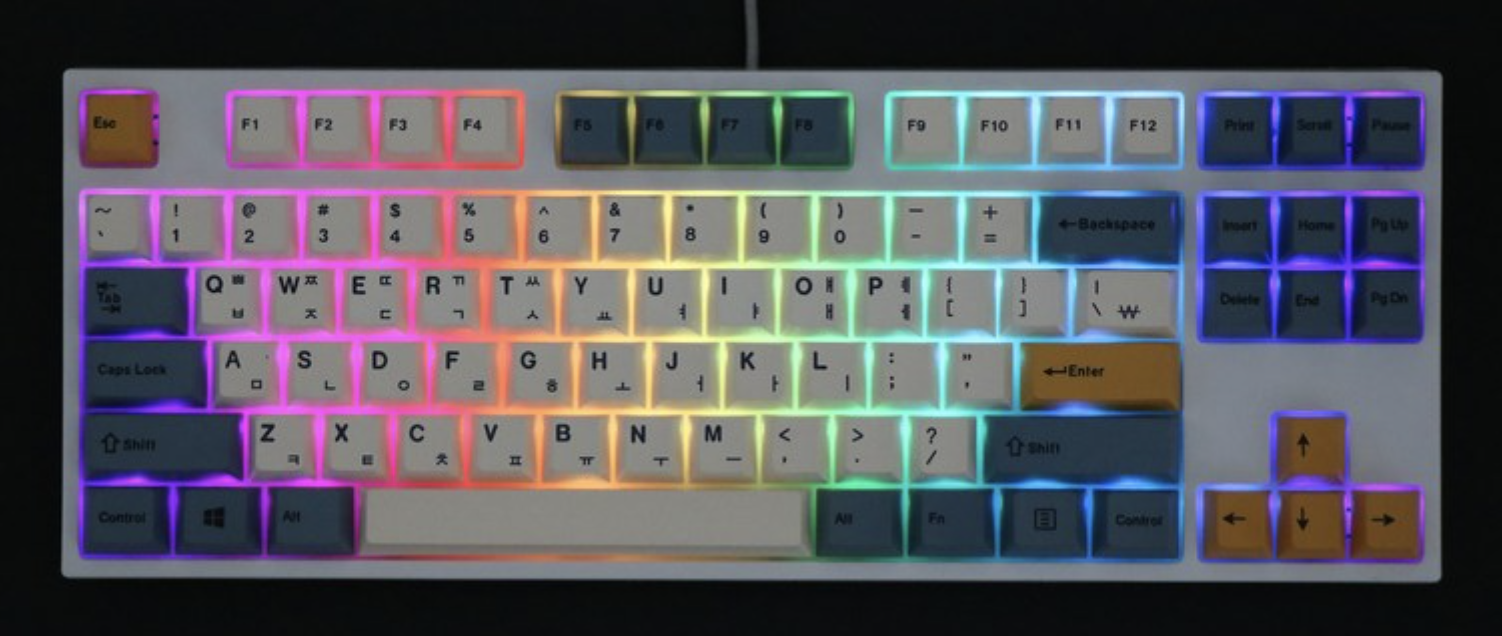 Esc F1 F2 F3 F4 F5 F6 F7 F8 F9 F10 F11 F12 Print Scroll Pause
~ ! @ # $ % ^ & * ( ) — +
` 1 2 3 4 5 6 7 8 9 0 - = ←Backspace Insert Home Pg Up
Tab Q ㅃ W ㅉ E ㄸ R ㄲ T ㅆ Y U I O ㅒ P ㅖ { } |
ㅂ ㅈ ㄷ ㄱ ㅅ ㅛ ㅕ ㅑ ㅐ ㅔ [ ] \ ₩ Delete End Pg Dn
Caps Lock A S D F G H J K L : " ↵Enter
ㅁ ㄴ ㅇ ㄹ ㅎ ㅗ ㅓ ㅏ ㅣ ; '
⇧Shift Z X C V B N M < > ? ⇧Shift ↑
ㅋ ㅌ ㅊ ㅍ ㅠ ㅜ ㅡ , . /
Control Alt Alt Fn Control ← ↓ →